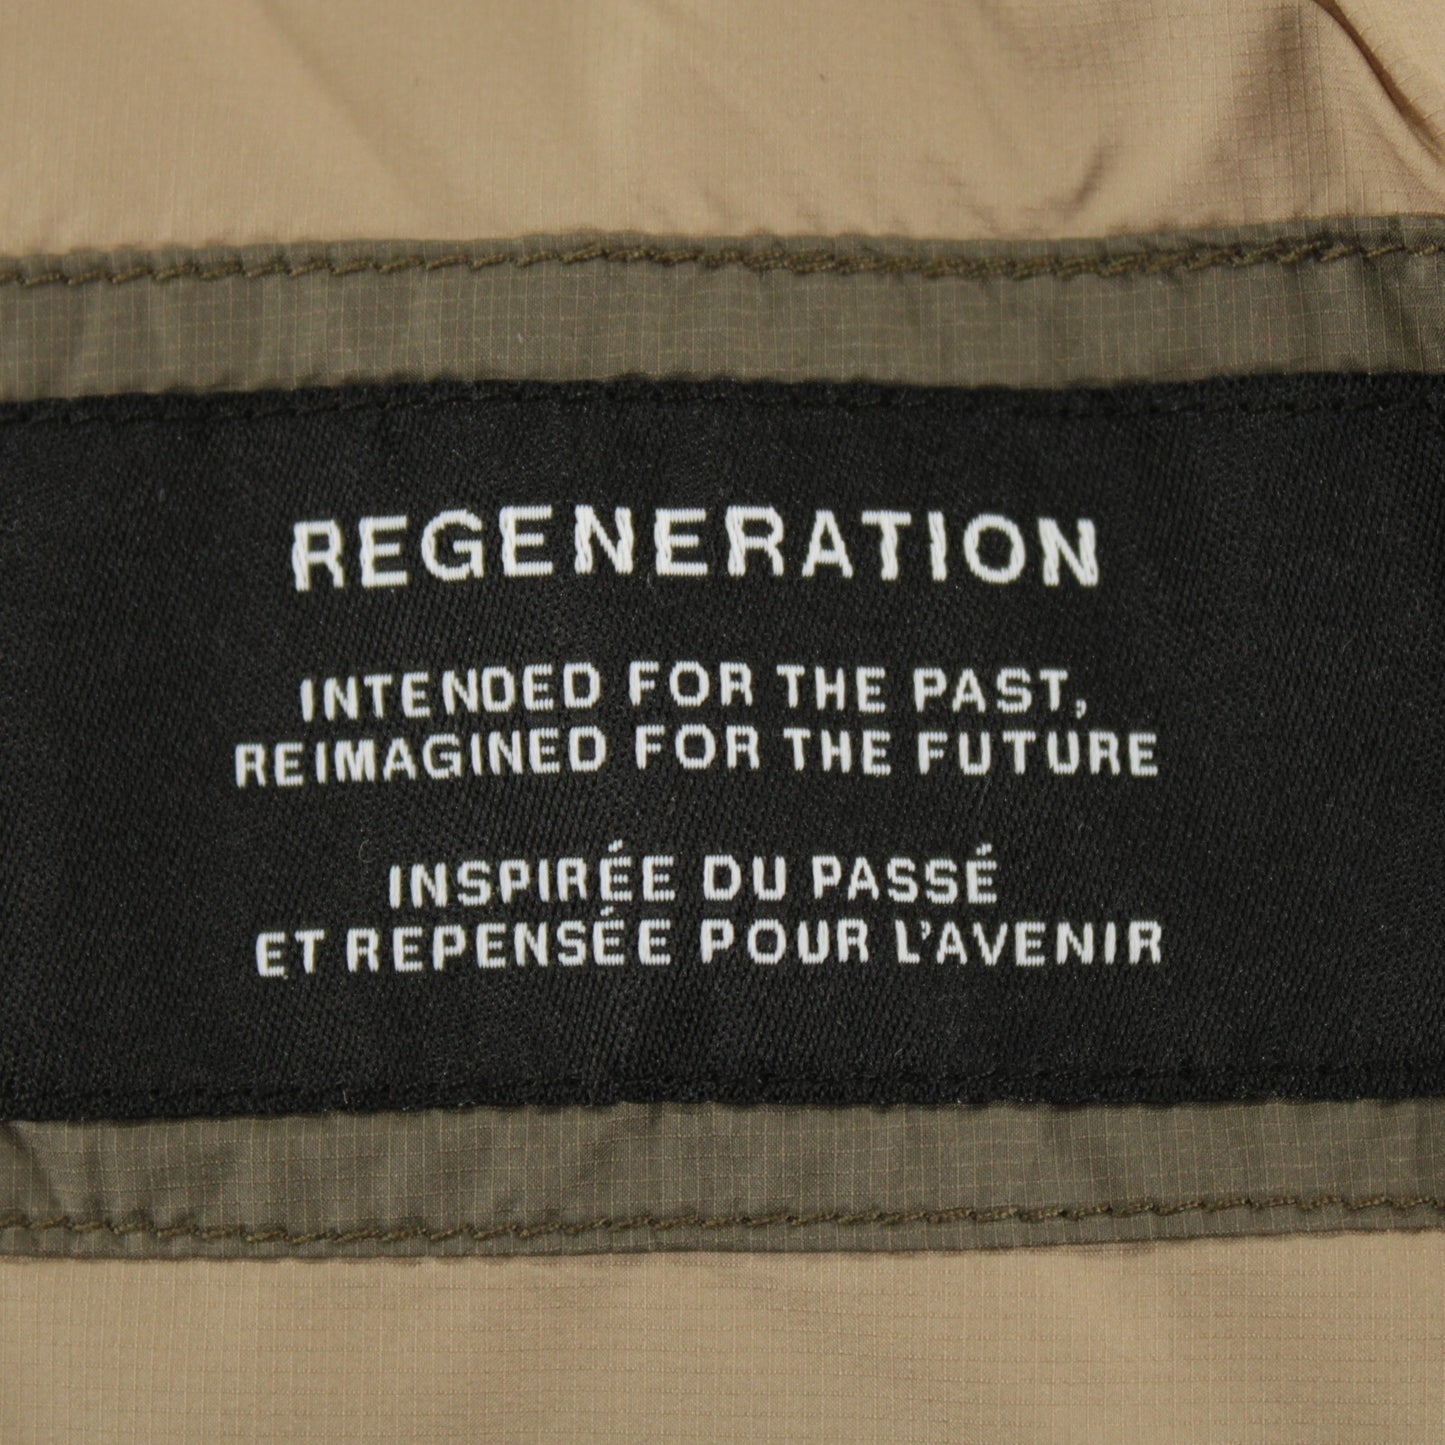 REGENERATION
INTENDED FOR THE PAST,
REIMAGINED FOR THE FUTURE
INSPIRÉE DU PASSÉ
ET REPENSÉE POUR L'AVENIR